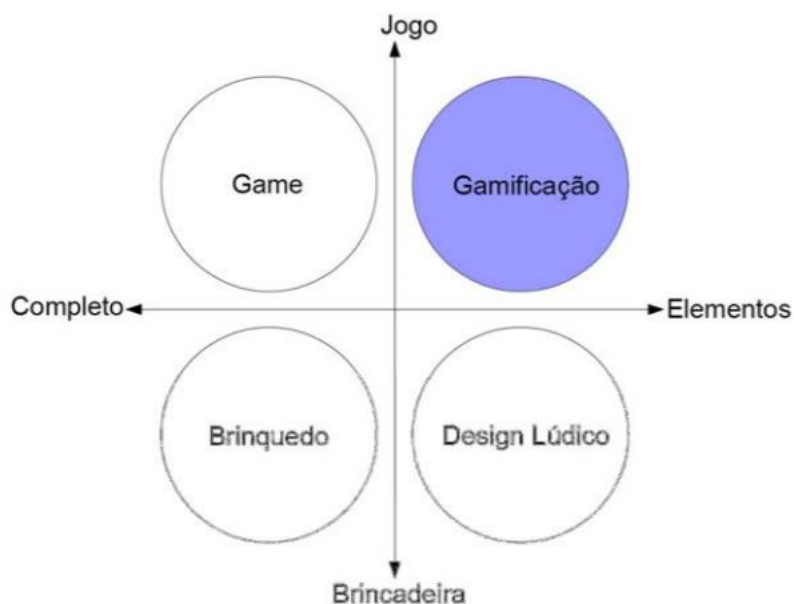 Jogo
Game
Gamificação
Completo
Elementos
Brinquedo
Design Lúdico
Brincadeira